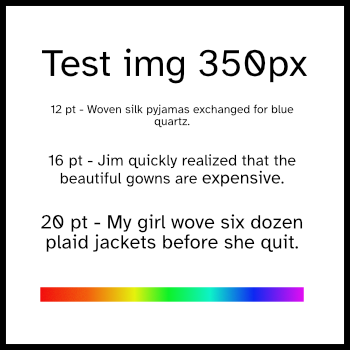 Test img 350px
12 pt - Woven silk pyjamas exchanged for blue
quartz.
16 pt - Jim quickly realized that the
beautiful gowns are expensive.
20 pt - My girl wove six dozen
plaid jackets before she quit.